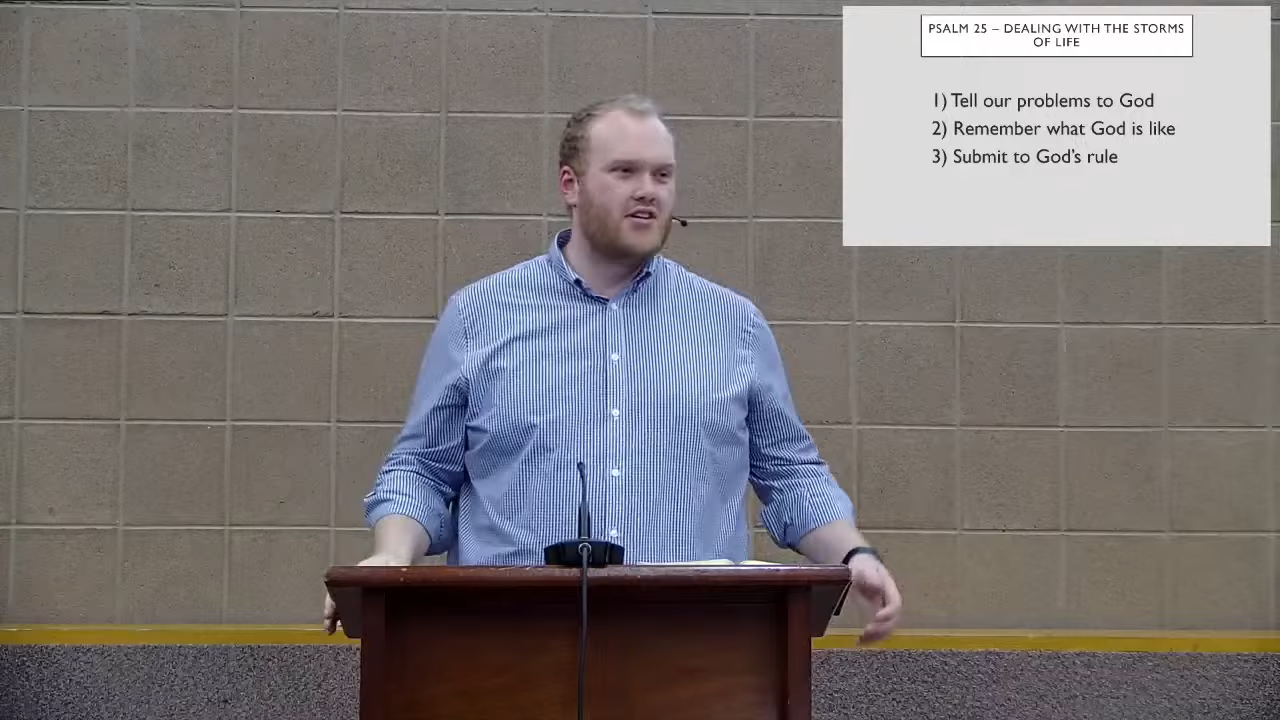 PSALM 25 – DEALING WITH THE STORMS
OF LIFE
1) Tell our problems to God
2) Remember what God is like
3) Submit to God's rule